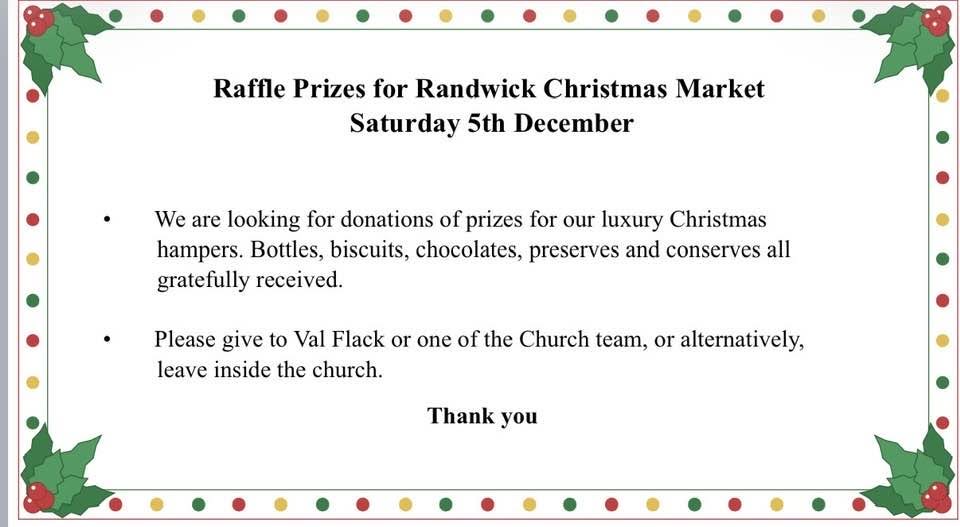 Raffle Prizes for Randwick Christmas Market
Saturday 5th December
• We are looking for donations of prizes for our luxury Christmas
hampers. Bottles, biscuits, chocolates, preserves and conserves all
gratefully received.
• Please give to Val Flack or one of the Church team, or alternatively,
leave inside the church.
Thank you